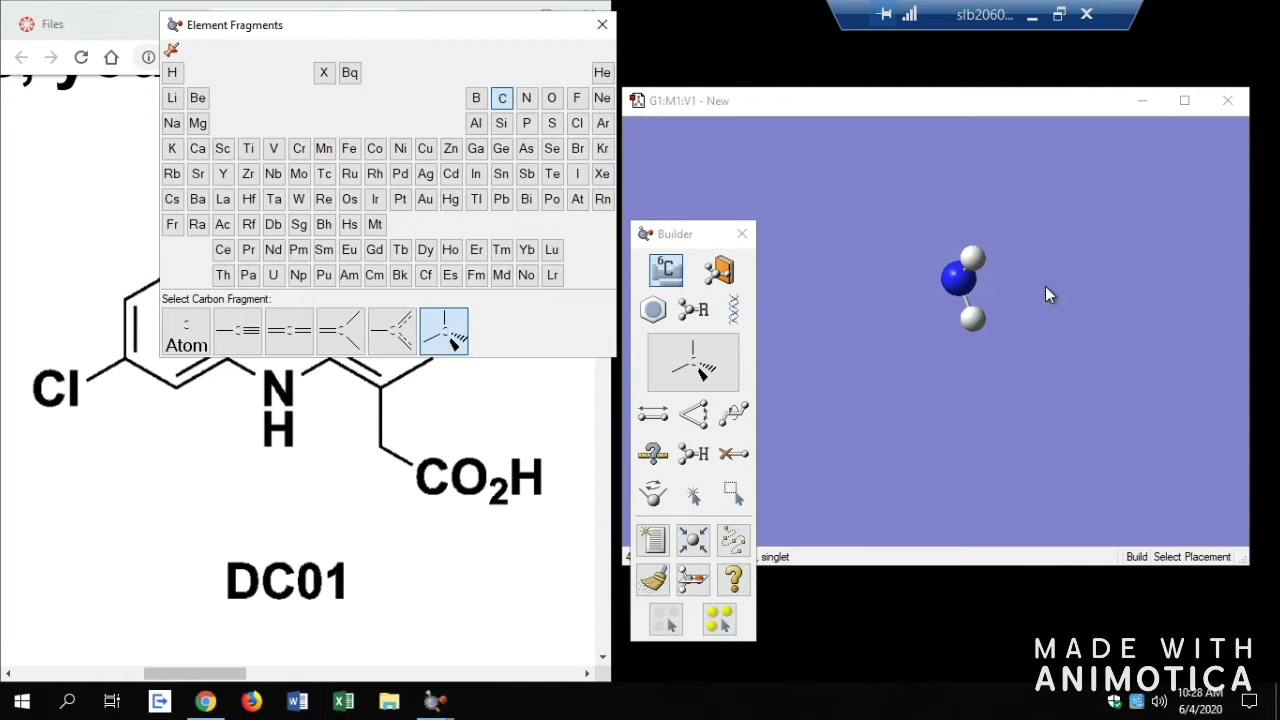 Files
Element Fragments
slb2060...
H X Bq He
Li Be B C N O F Ne
Na Mg Al Si P S Cl Ar
K Ca Sc Ti V Cr Mn Fe Co Ni Cu Zn Ga Ge As Se Br Kr
Rb Sr Y Zr Nb Mo Tc Ru Rh Pd Ag Cd In Sn Sb Te I Xe
Cs Ba La Hf Ta W Re Os Ir Pt Au Hg Tl Pb Bi Po At Rn
Fr Ra Ac Rf Db Sg Bh Hs Mt
Ce Pr Nd Pm Sm Eu Gd Tb Dy Ho Er Tm Yb Lu
Th Pa U Np Pu Am Cm Bk Cf Es Fm Md No Lr
Select Carbon Fragment:
C
Atom
C
C
C
C
G1:M1:V1 - New
Builder
6C
R
H
singlet
Build Select Placement
Cl
N
H
CO2H
DC01
MADE WITH
ANIMOTICA
10:28 AM
6/4/2020